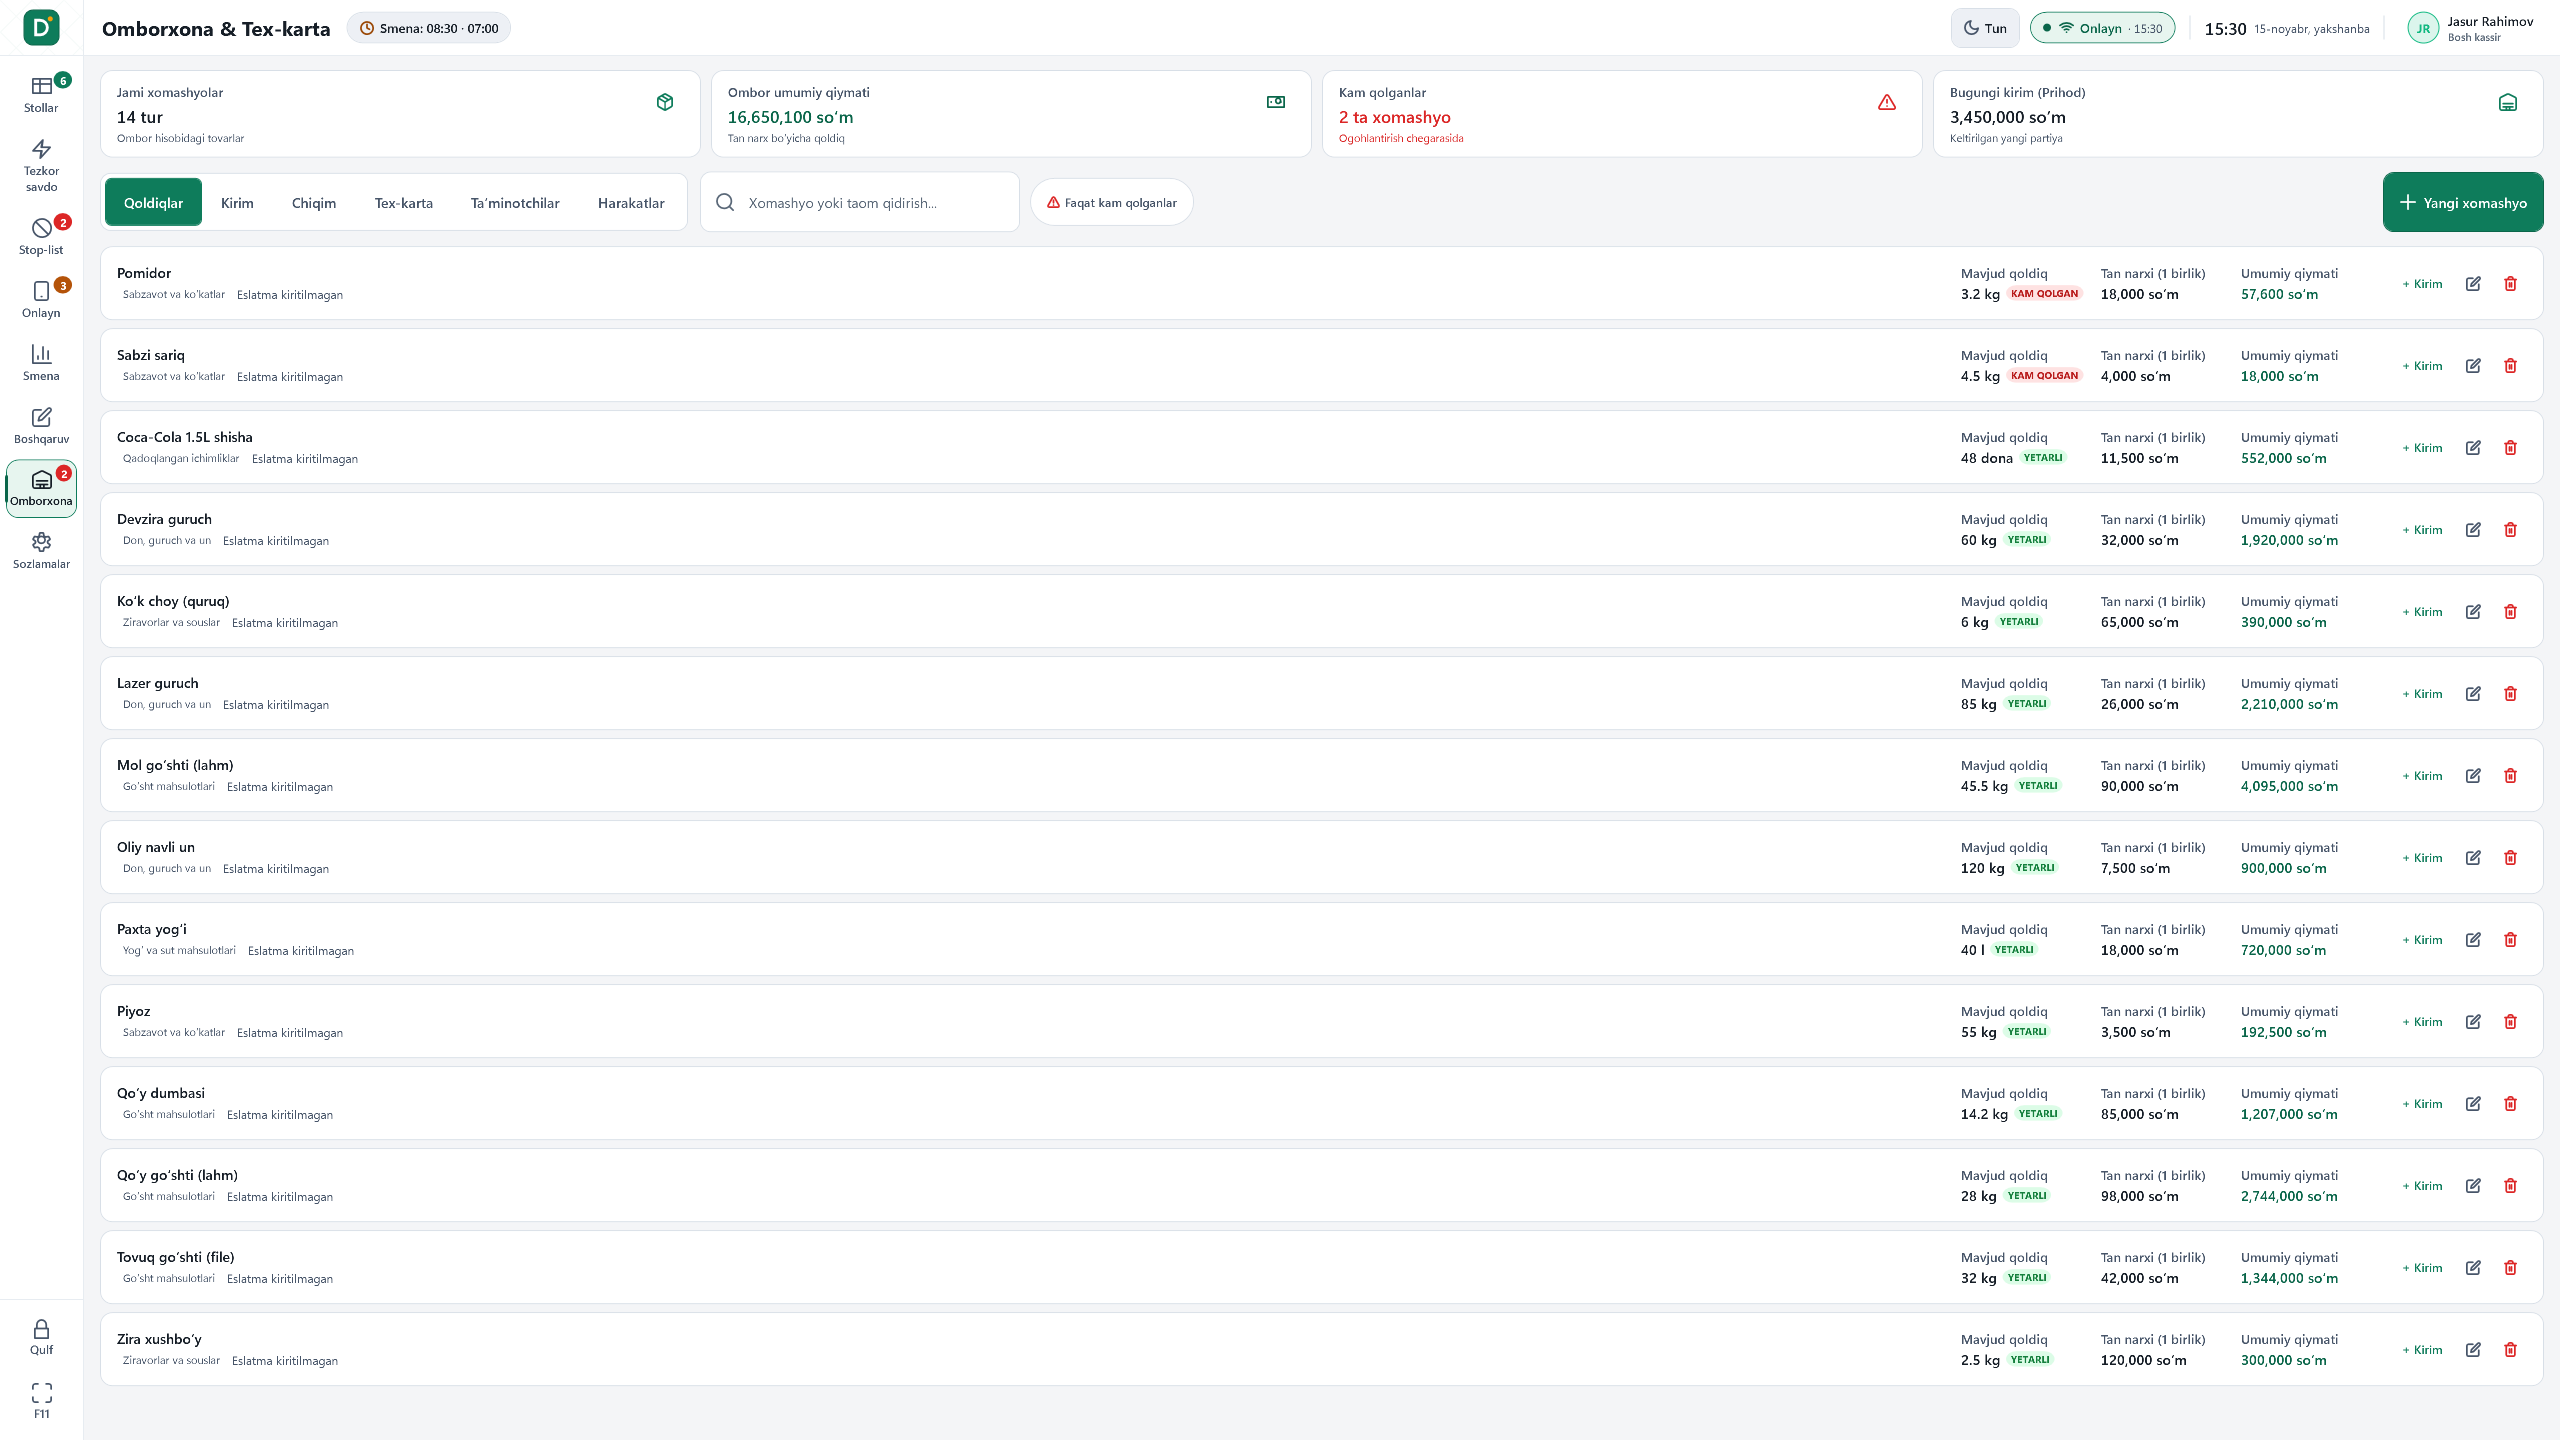 D
Omborxona & Tex-karta
Smena: 08:30 · 07:00
Tun
Onlayn · 15:30
15:30 15-noyabr, yakshanba
JR
Jasur Rahimov
Bosh kassir
6
Stollar
Tezkor
savdo
2
Stop-list
3
Onlayn
Smena
Boshqaruv
2
Omborxona
Sozlamalar
Qulf
F11
Jami xomashyolar
14 tur
Ombor hisobidagi tovarlar
Ombor umumiy qiymati
16,650,100 so‘m
Tan narx bo‘yicha qoldiq
Kam qolganlar
2 ta xomashyo
Ogohlantirish chegarasida
Bugungi kirim (Prihod)
3,450,000 so‘m
Keltirilgan yangi partiya
Qoldiqlar Kirim Chiqim Tex-karta Ta‘minotchilar Harakatlar
Xomashyo yoki taom qidirish...
Faqat kam qolganlar
+ Yangi xomashyo
Pomidor
Sabzavot va ko‘katlar Eslatma kiritilmagan
Mavjud qoldiq Tan narxi (1 birlik) Umumiy qiymati
3.2 kg KAM QOLGAN 18,000 so‘m 57,600 so‘m
+ Kirim
Sabzi sariq
Sabzavot va ko‘katlar Eslatma kiritilmagan
Mavjud qoldiq Tan narxi (1 birlik) Umumiy qiymati
4.5 kg KAM QOLGAN 4,000 so‘m 18,000 so‘m
+ Kirim
Coca-Cola 1.5L shisha
Qadoqlangan ichimliklar Eslatma kiritilmagan
Mavjud qoldiq Tan narxi (1 birlik) Umumiy qiymati
48 dona YETARLI 11,500 so‘m 552,000 so‘m
+ Kirim
Devzira guruch
Don, guruch va un Eslatma kiritilmagan
Mavjud qoldiq Tan narxi (1 birlik) Umumiy qiymati
60 kg YETARLI 32,000 so‘m 1,920,000 so‘m
+ Kirim
Ko‘k choy (quruq)
Ziravorlar va souslar Eslatma kiritilmagan
Mavjud qoldiq Tan narxi (1 birlik) Umumiy qiymati
6 kg YETARLI 65,000 so‘m 390,000 so‘m
+ Kirim
Lazer guruch
Don, guruch va un Eslatma kiritilmagan
Mavjud qoldiq Tan narxi (1 birlik) Umumiy qiymati
85 kg YETARLI 26,000 so‘m 2,210,000 so‘m
+ Kirim
Mol go‘shti (lahm)
Go‘sht mahsulotlari Eslatma kiritilmagan
Mavjud qoldiq Tan narxi (1 birlik) Umumiy qiymati
45.5 kg YETARLI 90,000 so‘m 4,095,000 so‘m
+ Kirim
Oliy navli un
Don, guruch va un Eslatma kiritilmagan
Mavjud qoldiq Tan narxi (1 birlik) Umumiy qiymati
120 kg YETARLI 7,500 so‘m 900,000 so‘m
+ Kirim
Paxta yog‘i
Yog‘ va sut mahsulotlari Eslatma kiritilmagan
Mavjud qoldiq Tan narxi (1 birlik) Umumiy qiymati
40 l YETARLI 18,000 so‘m 720,000 so‘m
+ Kirim
Piyoz
Sabzavot va ko‘katlar Eslatma kiritilmagan
Mavjud qoldiq Tan narxi (1 birlik) Umumiy qiymati
55 kg YETARLI 3,500 so‘m 192,500 so‘m
+ Kirim
Qo‘y dumbasi
Go‘sht mahsulotlari Eslatma kiritilmagan
Mavjud qoldiq Tan narxi (1 birlik) Umumiy qiymati
14.2 kg YETARLI 85,000 so‘m 1,207,000 so‘m
+ Kirim
Qo‘y go‘shti (lahm)
Go‘sht mahsulotlari Eslatma kiritilmagan
Mavjud qoldiq Tan narxi (1 birlik) Umumiy qiymati
28 kg YETARLI 98,000 so‘m 2,744,000 so‘m
+ Kirim
Tovuq go‘shti (file)
Go‘sht mahsulotlari Eslatma kiritilmagan
Mavjud qoldiq Tan narxi (1 birlik) Umumiy qiymati
32 kg YETARLI 42,000 so‘m 1,344,000 so‘m
+ Kirim
Zira xushbo‘y
Ziravorlar va souslar Eslatma kiritilmagan
Mavjud qoldiq Tan narxi (1 birlik) Umumiy qiymati
2.5 kg YETARLI 120,000 so‘m 300,000 so‘m
+ Kirim